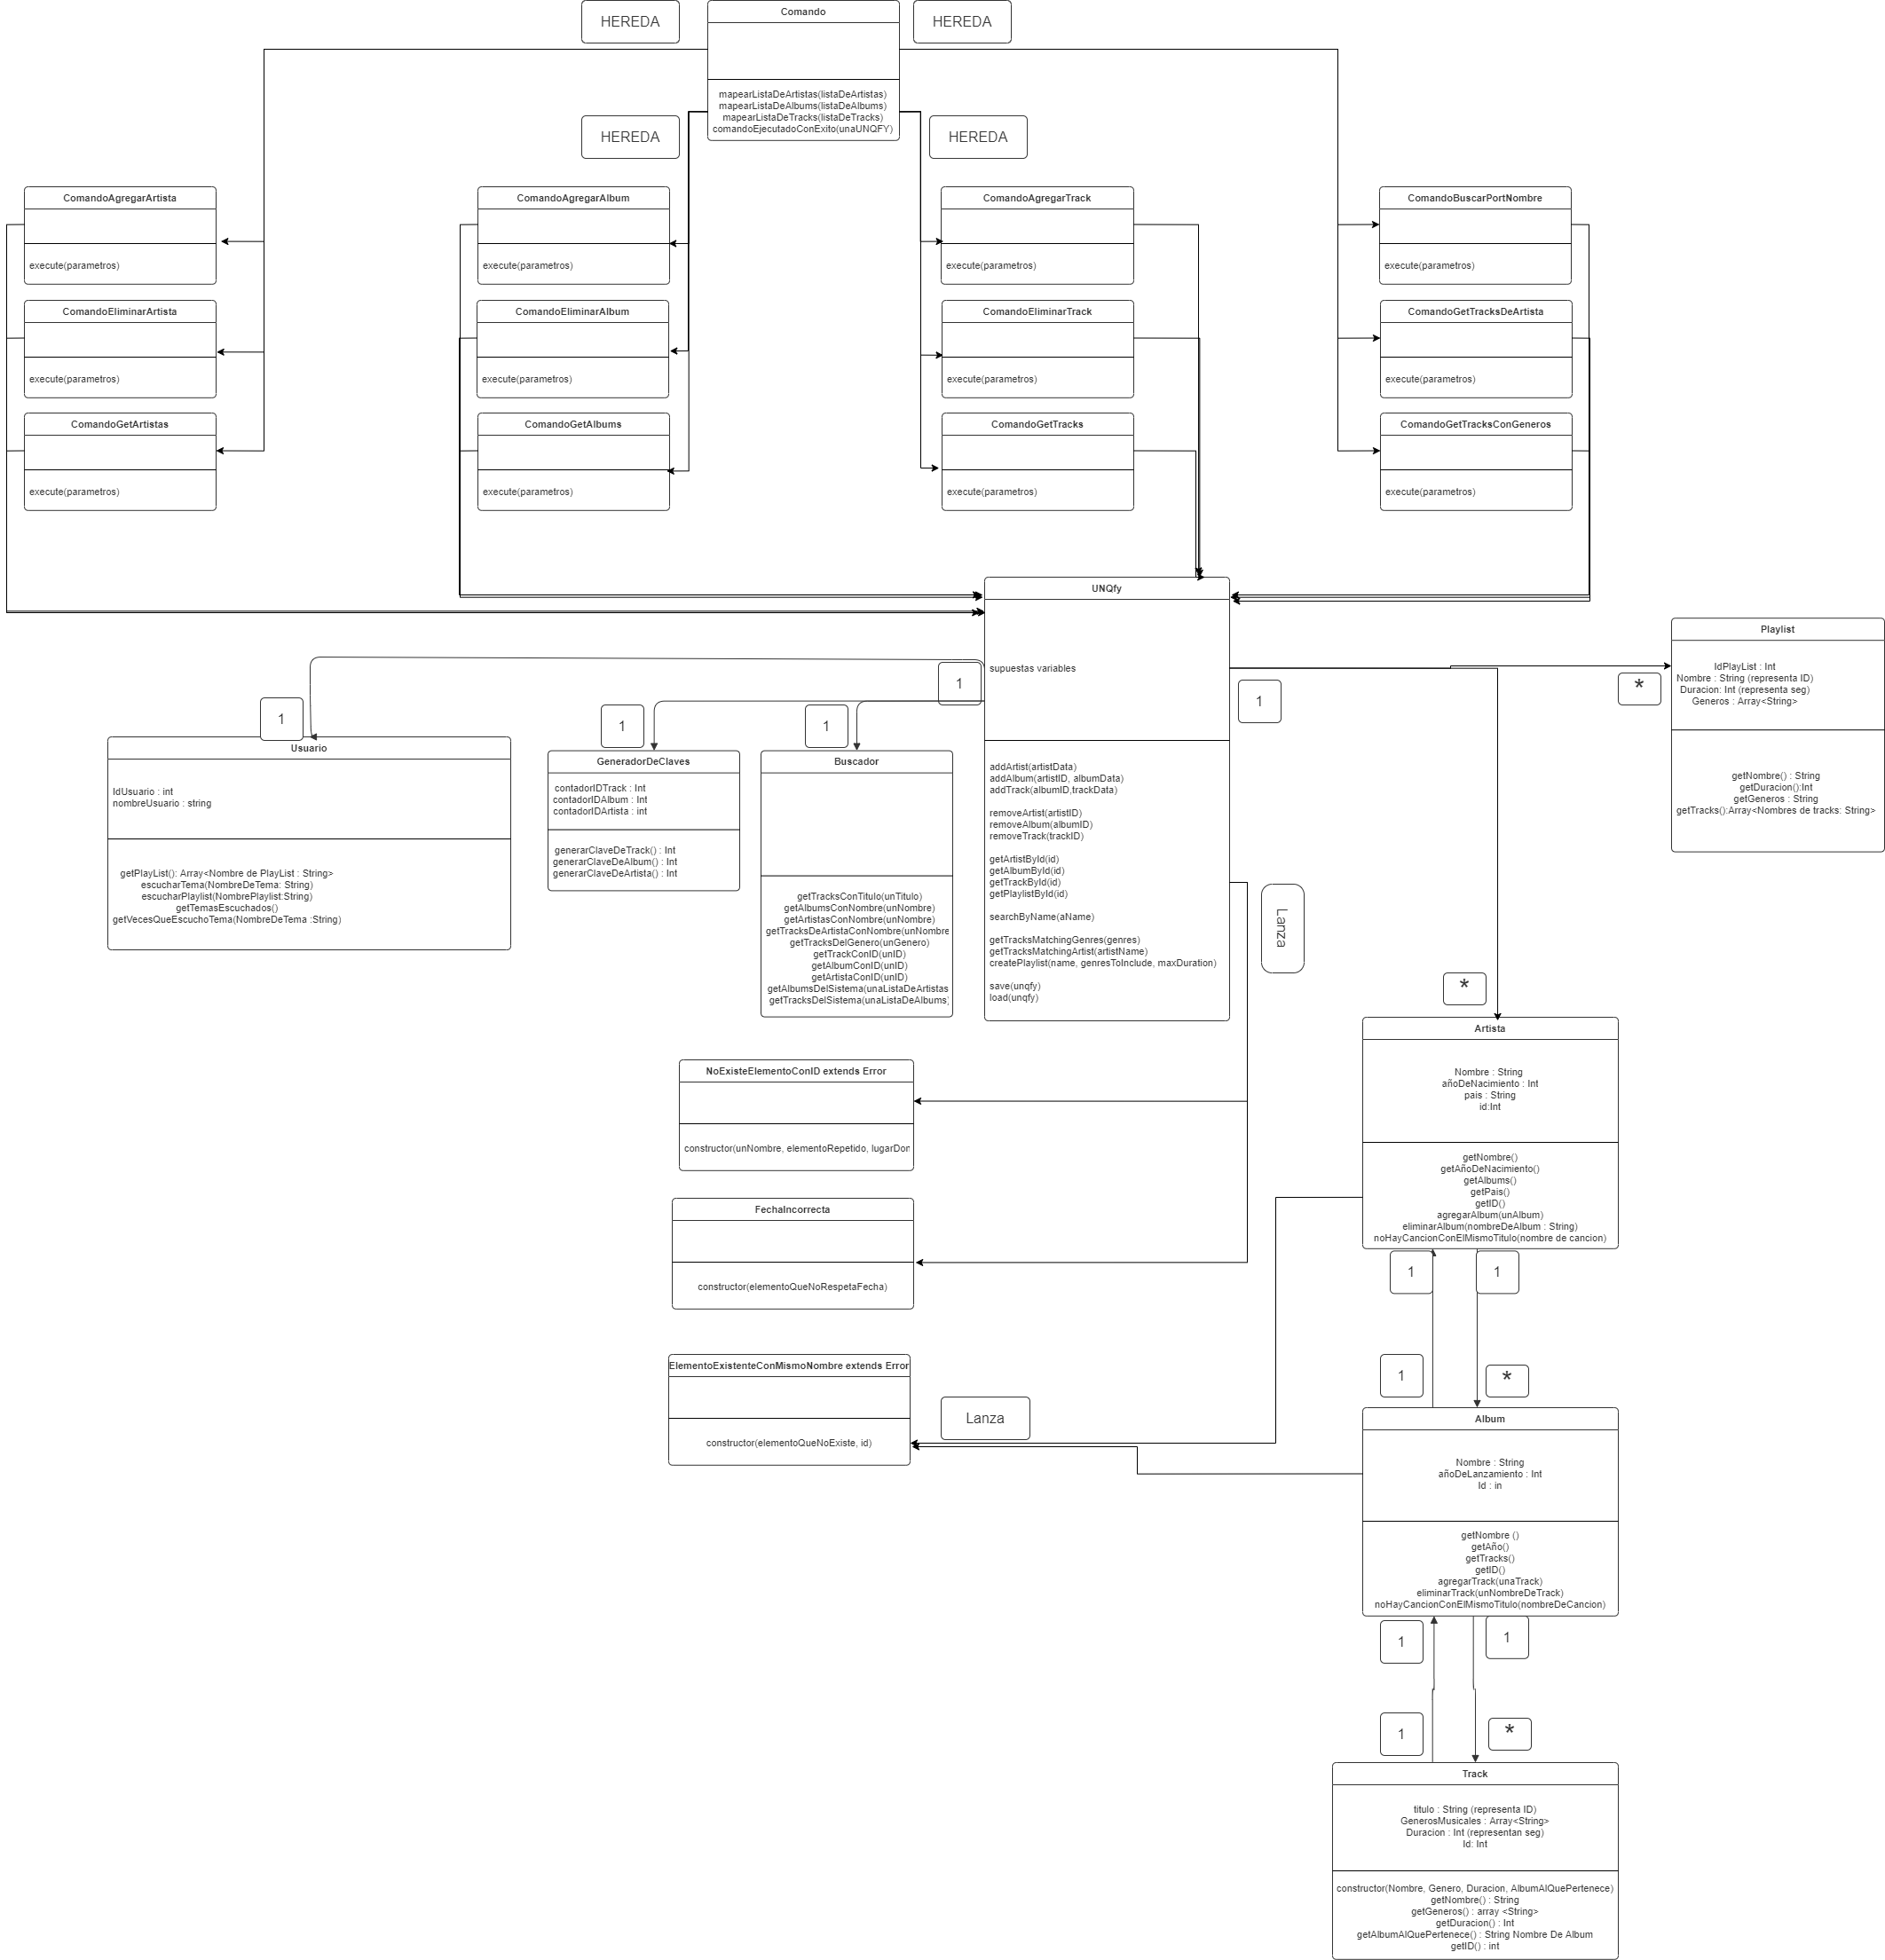 HEREDA
Comando
HEREDA
mapearListaDeArtistas(listaDeArtistas)
mapearListaDeAlbums(listaDeAlbums)
mapearListaDeTracks(listaDeTracks)
comandoEjecutadoConExito(unaUNQFY)
HEREDA
HEREDA
ComandoAgregarArtista
execute(parametros)
ComandoAgregarAlbum
execute(parametros)
ComandoAgregarTrack
execute(parametros)
ComandoBuscarPortNombre
execute(parametros)
ComandoEliminarArtista
execute(parametros)
ComandoEliminarAlbum
execute(parametros)
ComandoEliminarTrack
execute(parametros)
ComandoGetTracksDeArtista
execute(parametros)
ComandoGetArtistas
execute(parametros)
ComandoGetAlbums
execute(parametros)
ComandoGetTracks
execute(parametros)
ComandoGetTracksConGeneros
execute(parametros)
UNQfy
supuestas variables
addArtist(artistData)
addAlbum(artistID, albumData)
addTrack(albumID,trackData)
removeArtist(artistID)
removeAlbum(albumID)
removeTrack(trackID)
getArtistById(id)
getAlbumById(id)
getTrackById(id)
getPlaylistById(id)
searchByName(aName)
getTracksMatchingGenres(genres)
getTracksMatchingArtist(artistName)
createPlaylist(name, genresToInclude, maxDuration)
save(unqfy)
load(unqfy)
1
1
*
Playlist
IdPlayList : Int
Nombre : String (representa ID)
Duracion: Int (representa seg)
Generos : Array<String>
getNombre() : String
getDuracion():Int
getGeneros : String
getTracks():Array<Nombres de tracks: String>
1
Usuario
IdUsuario : int
nombreUsuario : string
getPlayList(): Array<Nombre de PlayList : String>
escucharTema(NombreDeTema: String)
escucharPlaylist(NombrePlaylist:String)
getTemasEscuchados()
getVecesQueEscuchoTema(NombreDeTema :String)
1
GeneradorDeClaves
contadorIDTrack : Int
contadorIDAlbum : Int
contadorIDArtista : int
generarClaveDeTrack() : Int
generarClaveDeAlbum() : Int
generarClaveDeArtista() : Int
1
Buscador
getTracksConTitulo(unTitulo)
getAlbumsConNombre(unNombre)
getArtistasConNombre(unNombre)
getTracksDeArtistaConNombre(unNombre
getTracksDelGenero(unGenero)
getTrackConID(unID)
getAlbumConID(unID)
getArtistaConID(unID)
getAlbumsDelSistema(unaListaDeArtistas
getTracksDelSistema(unaListaDeAlbums)
Lanza
*
Artista
Nombre : String
añoDeNacimiento : Int
pais : String
id:Int
getNombre()
getAñoDeNacimiento()
getAlbums()
getPais()
getID()
agregarAlbum(unAlbum)
eliminarAlbum(nombreDeAlbum : String)
noHayCancionConElMismoTitulo(nombre de cancion)
NoExisteElementoConID extends Error
constructor(unNombre, elementoRepetido, lugarDon
FechaIncorrecta
constructor(elementoQueNoRespetaFecha)
1
1
ElementoExistenteConMismoNombre extends Error
constructor(elementoQueNoExiste, id)
Lanza
1
*
Album
Nombre : String
añoDeLanzamiento : Int
Id : in
getNombre ()
getAño()
getTracks()
getID()
agregarTrack(unaTrack)
eliminarTrack(unNombreDeTrack)
noHayCancionConElMismoTitulo(nombreDeCancion)
1
1
1
*
Track
titulo : String (representa ID)
GenerosMusicales : Array<String>
Duracion : Int (representan seg)
Id: Int
constructor(Nombre, Genero, Duracion, AlbumAlQuePertenece)
getNombre() : String
getGeneros() : array <String>
getDuracion() : Int
getAlbumAlQuePertenece() : String Nombre De Album
getID() : int